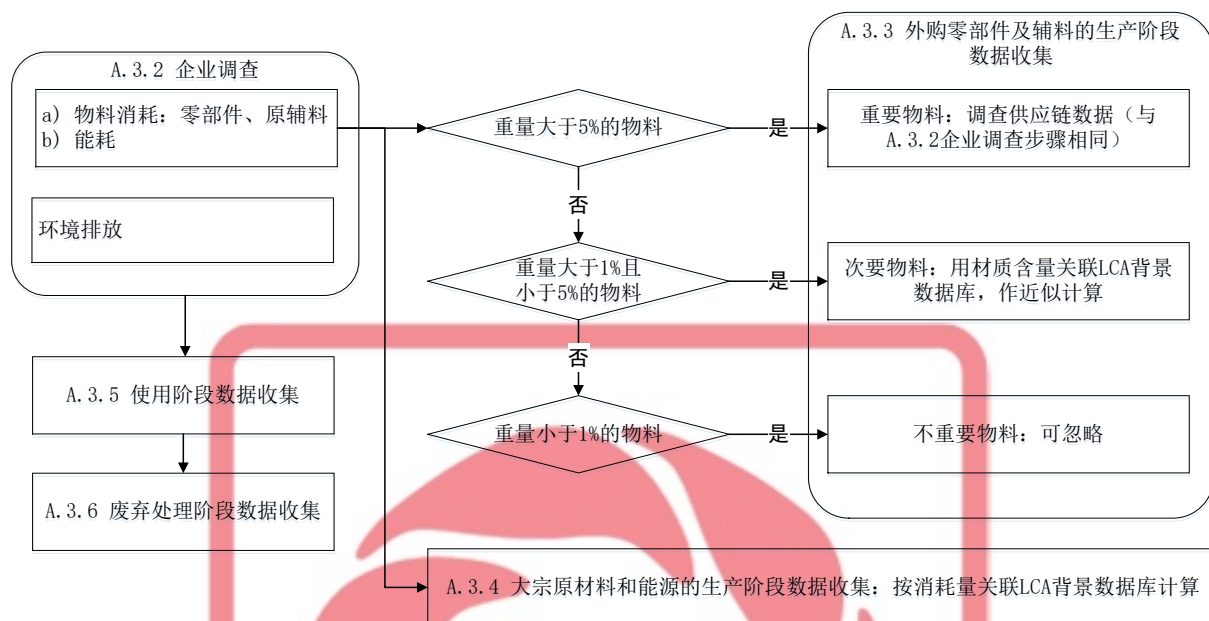 A.3.2 企业调查
a) 物料消耗：零部件、原辅料
b) 能耗
环境排放
A.3.5 使用阶段数据收集
A.3.6 废弃处理阶段数据收集
重量大于5%的物料
是
否
重量大于1%且
小于5%的物料
是
否
重量小于1%的物料
是
A.3.3 外购零部件及辅料的生产阶段
数据收集
重要物料：调查供应链数据（与
A.3.2企业调查步骤相同）
次要物料：用材质含量关联LCA背景
数据库，作近似计算
不重要物料：可忽略
A.3.4 大宗原材料和能源的生产阶段数据收集：按消耗量关联LCA背景数据库计算